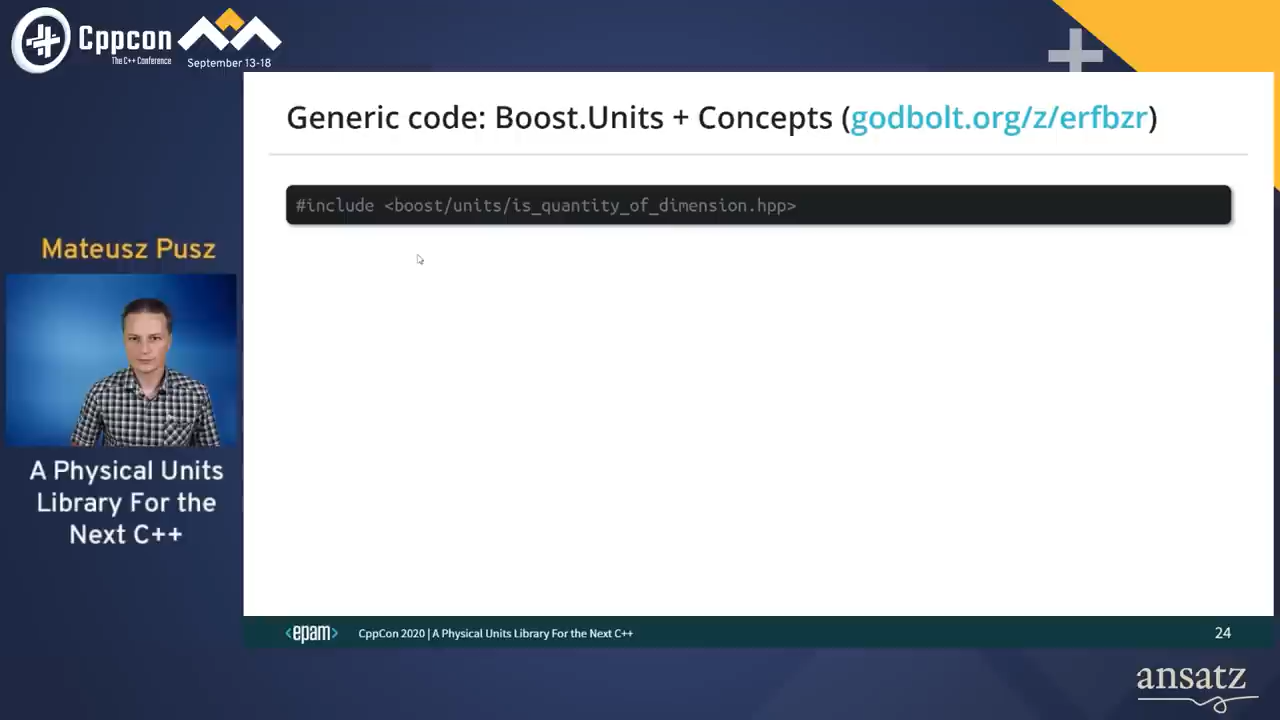 Cppcon
The C++ Conference
September 13-18
Generic code: Boost.Units + Concepts (godbolt.org/z/erfbzr)
#include <boost/units/is_quantity_of_dimension.hpp>
Mateusz Pusz
A Physical Units
Library For the
Next C++
<epam>
CppCon 2020 | A Physical Units Library For the Next C++
24
ansatz